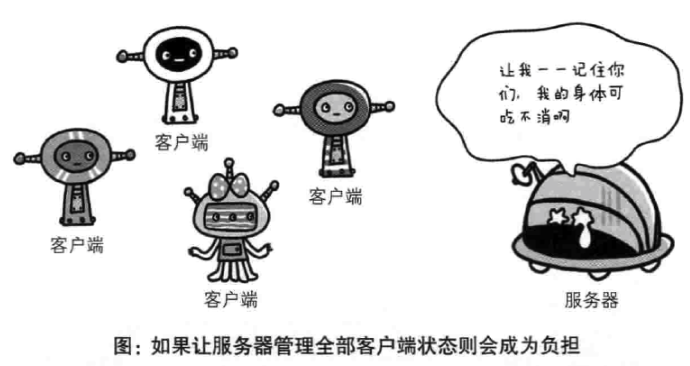 让我一一记住你
们，我的身体可
吃不消啊
客户端
客户端
客户端
客户端
服务器
图：如果让服务器管理全部客户端状态则会成为负担